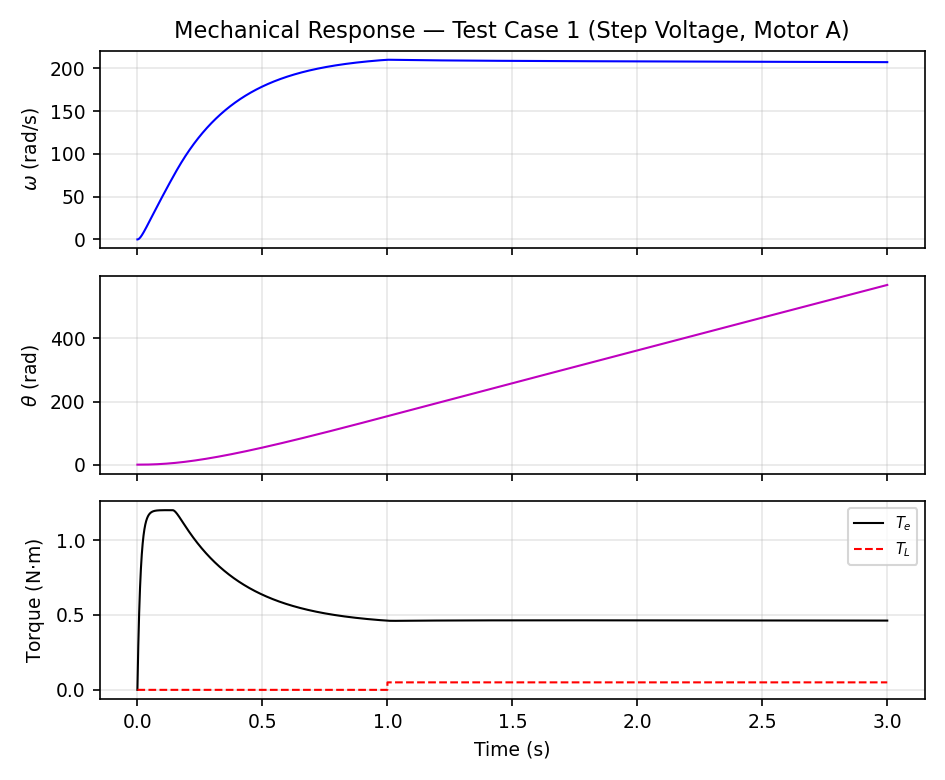 Mechanical Response — Test Case 1 (Step Voltage, Motor A)
200
150
100
50
0
ω (rad/s)
400
200
0
θ (rad)
1.0
0.5
0.0
Torque (N·m)
T_e
T_L
0.0 0.5 1.0 1.5 2.0 2.5 3.0
Time (s)